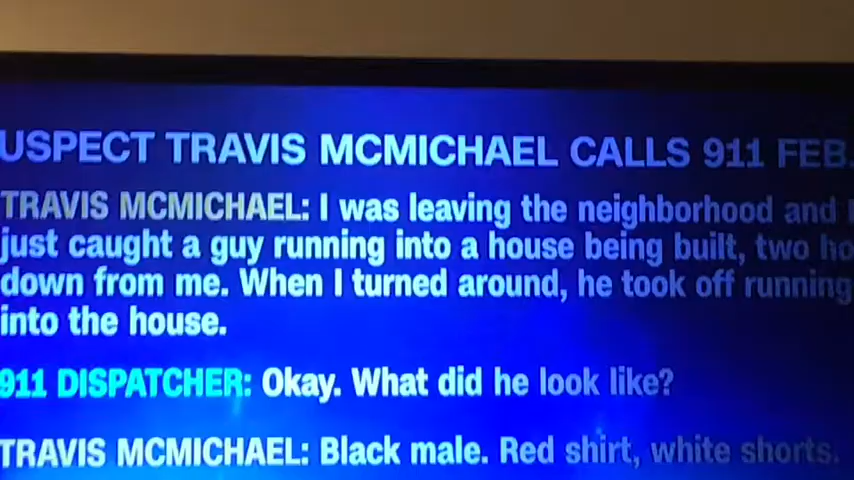 USPECT TRAVIS MCMICHAEL CALLS 911 FEB.
TRAVIS MCMICHAEL: I was leaving the neighborhood and I
just caught a guy running into a house being built, two ho
down from me. When I turned around, he took off running
into the house.
911 DISPATCHER: Okay. What did he look like?
TRAVIS MCMICHAEL: Black male. Red shirt, white shorts.